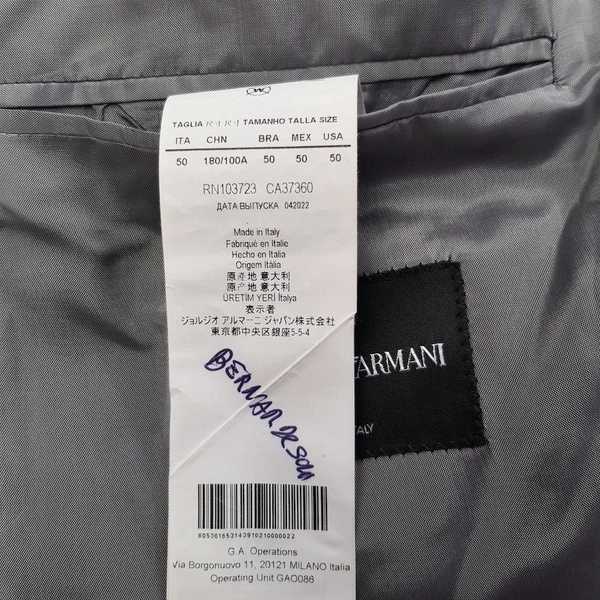 TAGLIA TAMANHO TALLA SIZE
ITA CHN BRA MEX USA
50 180/100A 50 50 50
RN103723 CA37360
ДАТА ВЫПУСКА 042022
Made in Italy
Fabriqué en Italie
Hecho en Italia
Origem Itália
原産地意大利
原产地意大利
ÜRETİM YERİ İtalya
表示者
ジョルジオ アルマーニ ジャパン株式会社
東京都中央区銀座5-5-4
BERNAR
805361653143910210000022
G.A. Operations
Via Borgonuovo 11, 20121 MILANO Italia
Operating Unit GAO086
ARMANI